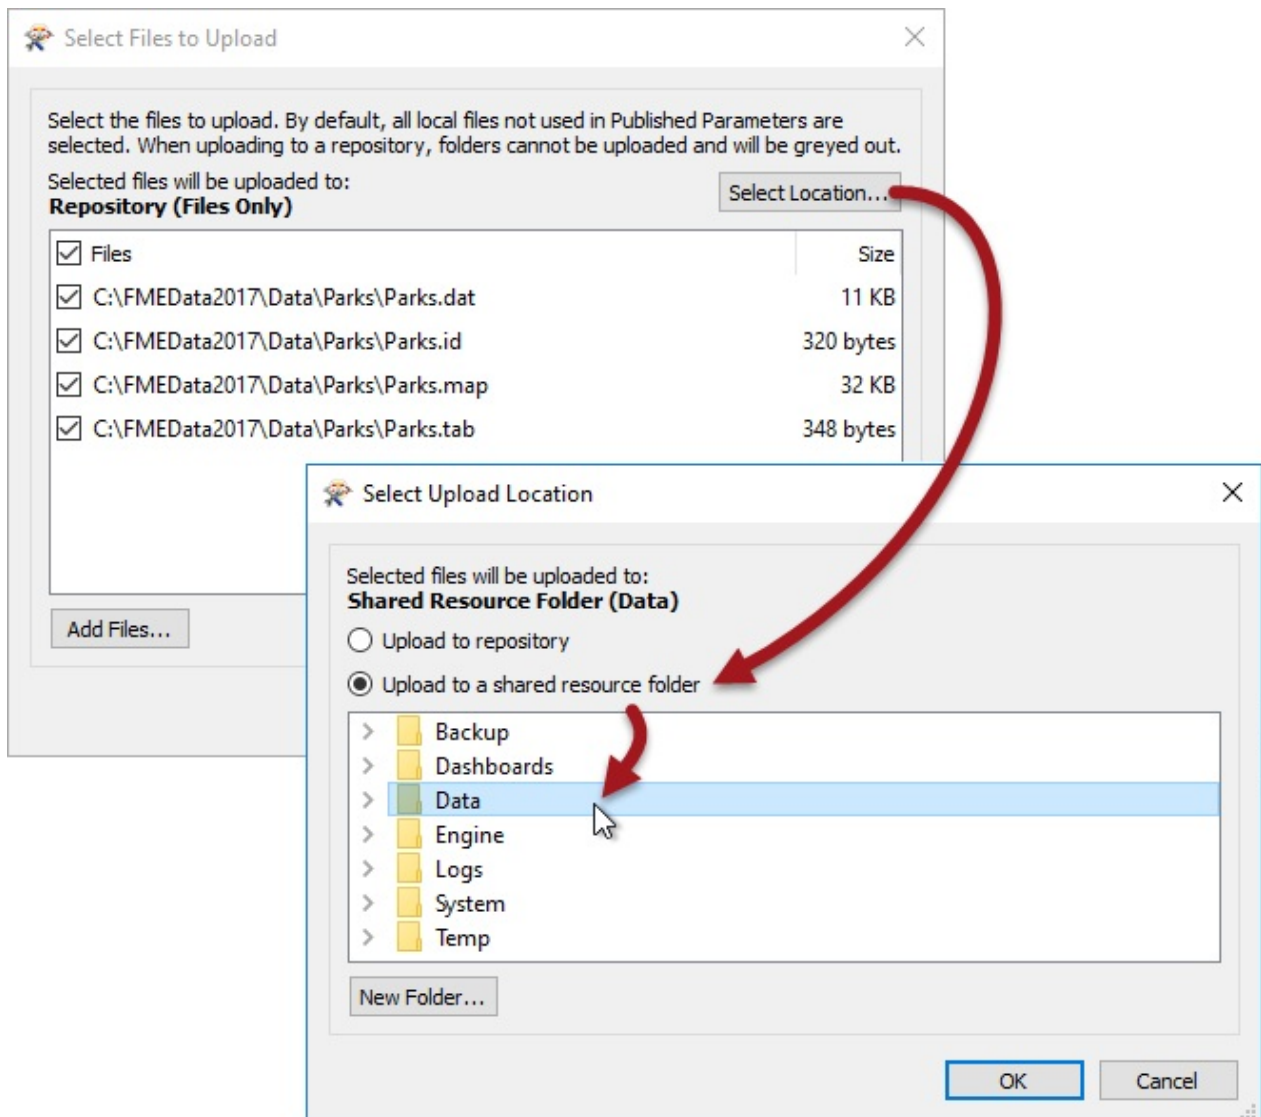 Select Files to Upload
Select the files to upload. By default, all local files not used in Published Parameters are
selected. When uploading to a repository, folders cannot be uploaded and will be greyed out.
Selected files will be uploaded to:
Repository (Files Only)
Select Location...
Files Size
C:\FMEData2017\Data\Parks\Parks.dat 11 KB
C:\FMEData2017\Data\Parks\Parks.id 320 bytes
C:\FMEData2017\Data\Parks\Parks.map 32 KB
C:\FMEData2017\Data\Parks\Parks.tab 348 bytes
Add Files...
Select Upload Location
Selected files will be uploaded to:
Shared Resource Folder (Data)
Upload to repository
Upload to a shared resource folder
Backup
Dashboards
Data
Engine
Logs
System
Temp
New Folder...
OK Cancel